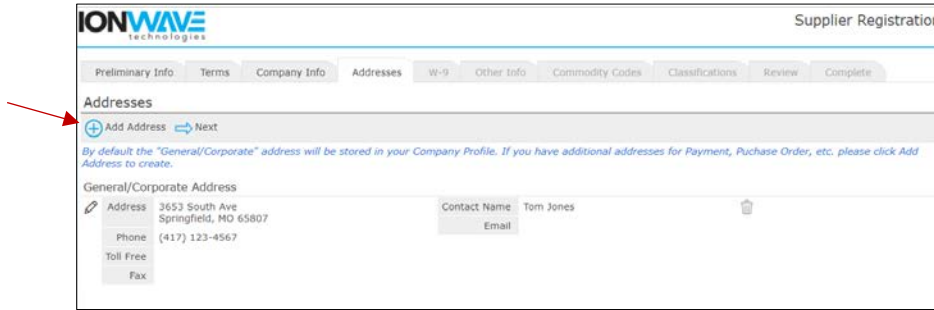 IONWAVE
technologies
Supplier Registration
Preliminary Info Terms Company Info Addresses W-9 Other Info Commodity Codes Classifications Review Complete
Addresses
Add Address Next
By default the "General/Corporate" address will be stored in your Company Profile. If you have additional addresses for Payment, Puchase Order, etc. please click Add
Address to create.
General/Corporate Address
Address 3653 South Ave Contact Name Tom Jones
Springfield, MO 65807 Email
Phone (417) 123-4567
Toll Free
Fax